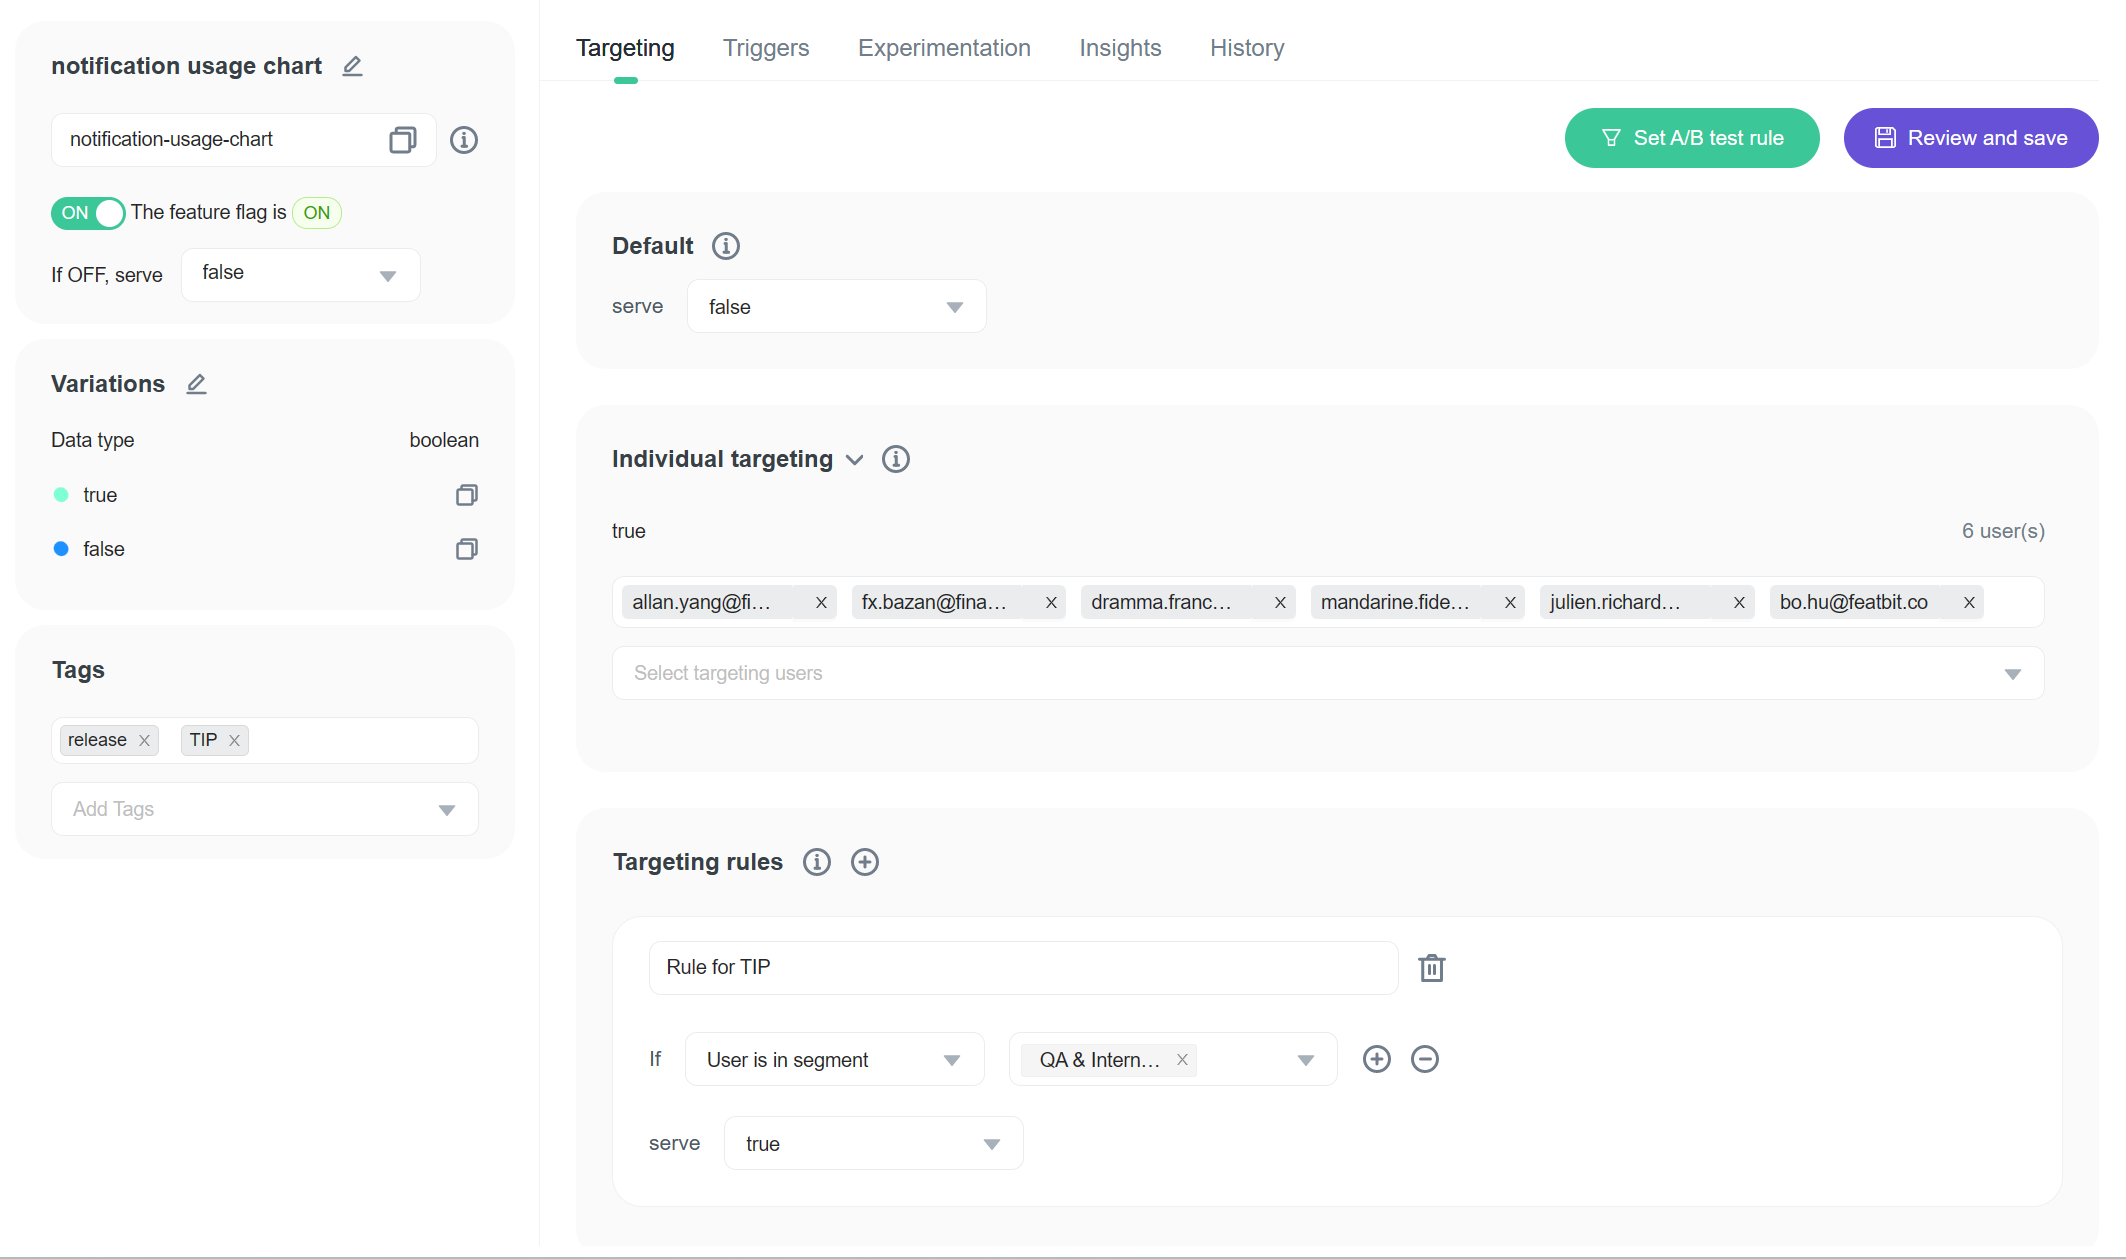 notification usage chart
notification-usage-chart
ON The feature flag is ON
If OFF, serve false
Variations
Data type boolean
true
false
Tags
release X TIP X
Add Tags
Targeting Triggers Experimentation Insights History
Set A/B test rule Review and save
Default
serve false
Individual targeting
true 6 user(s)
allan.yang@fi... X fx.bazan@fina... X dramma.franc... X mandarine.fide... X julien.richard... X bo.hu@featbit.co X
Select targeting users
Targeting rules
Rule for TIP
If User is in segment QA & Intern... X
serve true